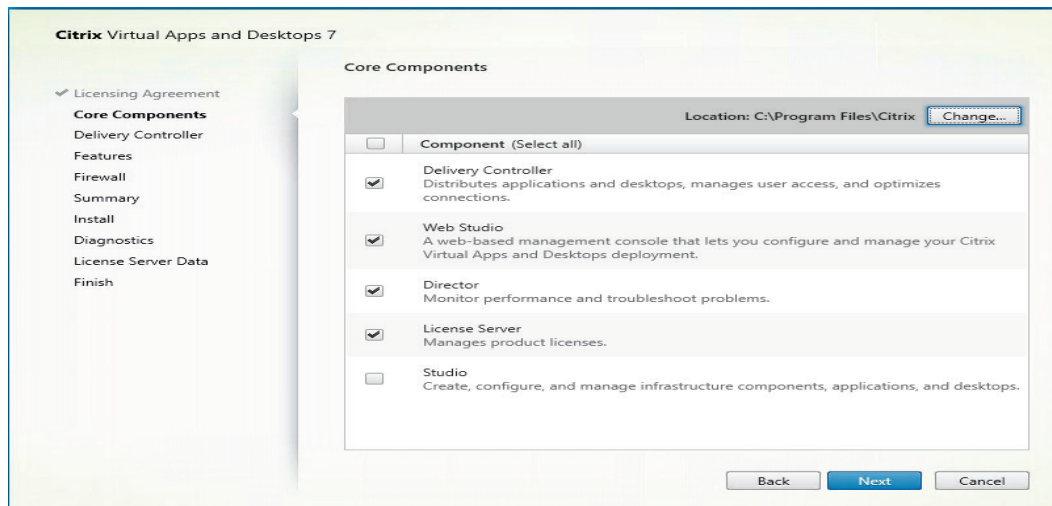 Citrix Virtual Apps and Desktops 7
Core Components
Licensing Agreement
Core Components
Delivery Controller
Features
Firewall
Summary
Install
Diagnostics
License Server Data
Finish
Location: C:\Program Files\Citrix Change...
Component (Select all)
Delivery Controller
Distributes applications and desktops, manages user access, and optimizes
connections.
Web Studio
A web-based management console that lets you configure and manage your Citrix
Virtual Apps and Desktops deployment.
Director
Monitor performance and troubleshoot problems.
License Server
Manages product licenses.
Studio
Create, configure, and manage infrastructure components, applications, and desktops.
Back Next Cancel